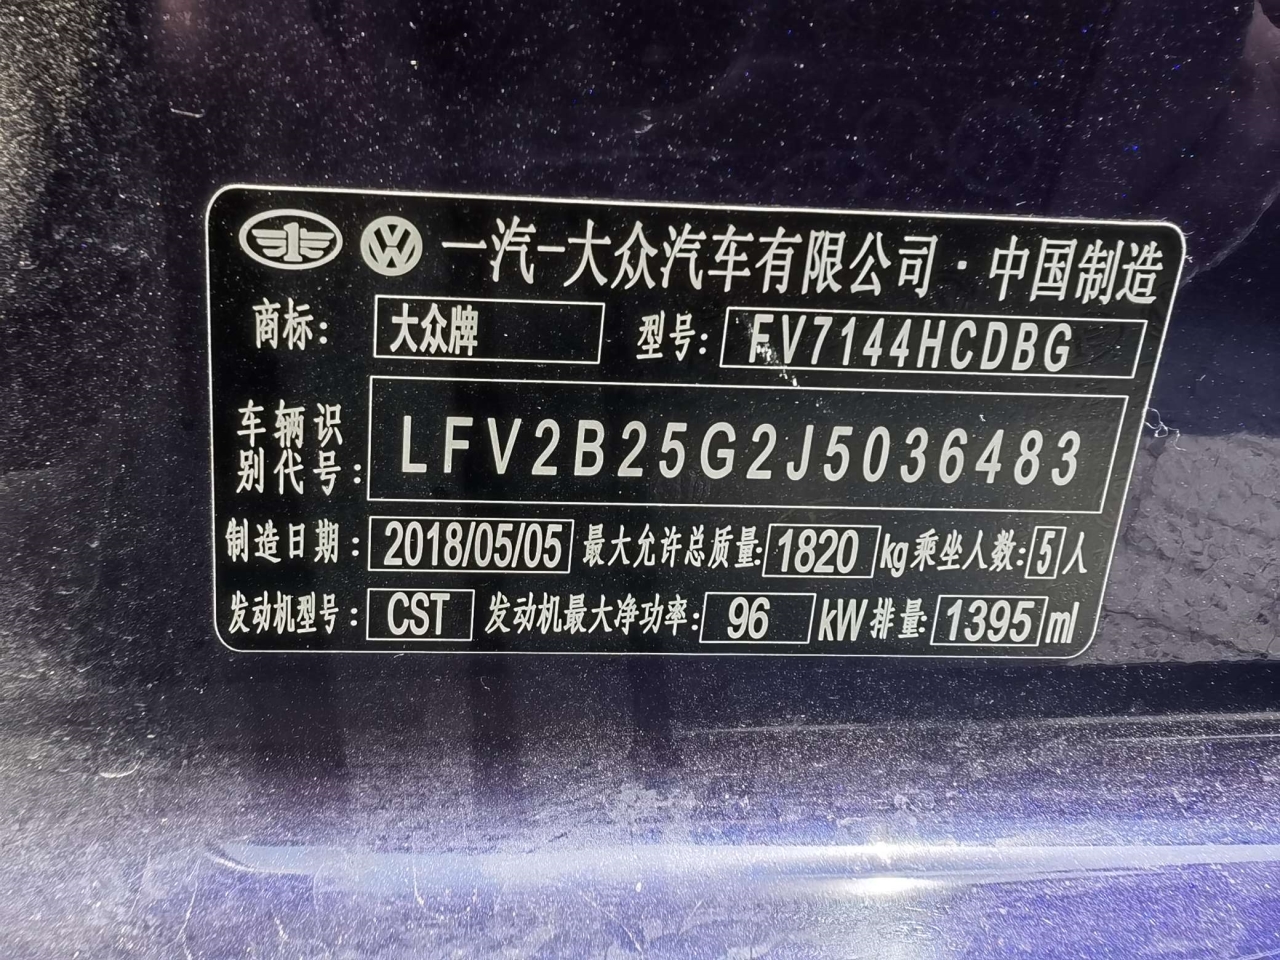 一汽-大众汽车有限公司·中国制造
商标: 大众牌 型号: FV7144HCDBG
车辆识
别代号: LFV2B25G2J5036483
制造日期: 2018/05/05 最大允许总质量: 1820 kg 乘坐人数: 5 人
发动机型号: CST 发动机最大净功率: 96 kW 排量: 1395 ml